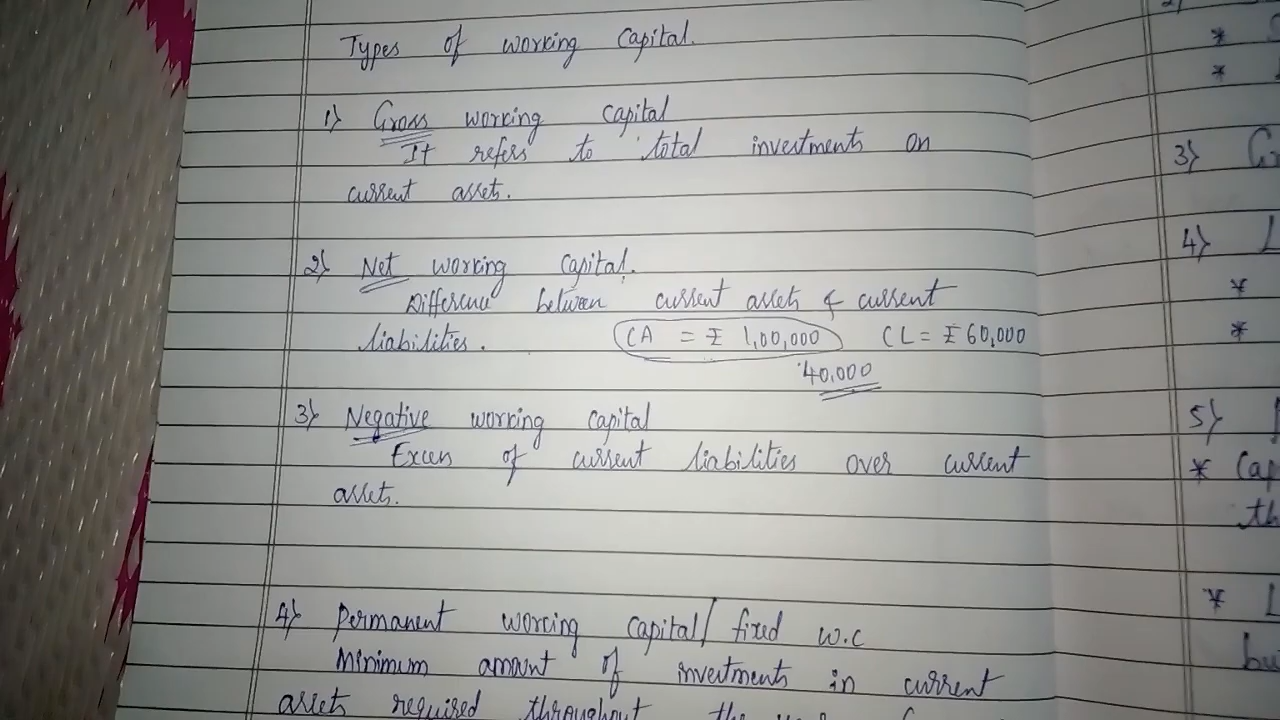 Types of working Capital.
1) Gross working capital
It refers to total investments on
current assets.
2) Net working Capital.
Difference between current assets & current
liabilities. CA = ₹ 1,00,000 CL = ₹ 60,000
40,000
3) Negative working Capital
Excess of current liabilities over current
assets.
4) Permanent working Capital/fixed w.c
Minimum amount of investments in current
assets required throughout the
*
*
3)
4)
*
*
5)
*
*